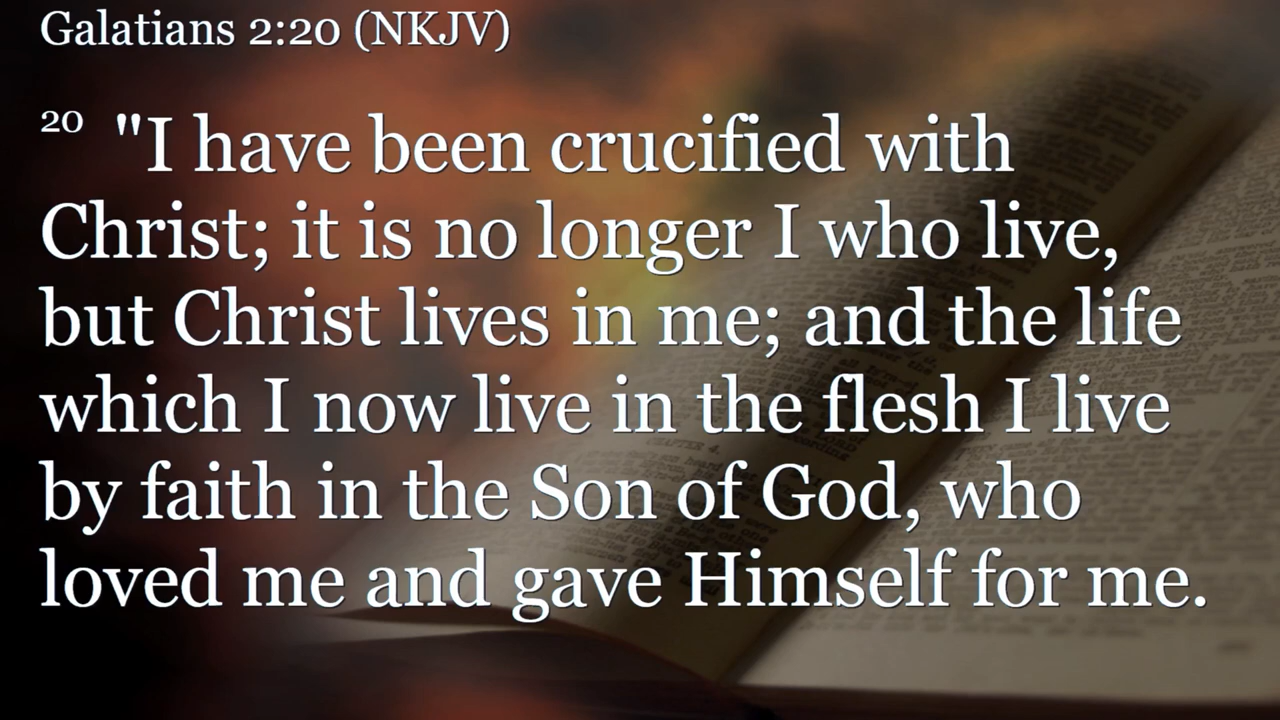 Galatians 2:20 (NKJV)
20 "I have been crucified with
Christ; it is no longer I who live,
but Christ lives in me; and the life
which I now live in the flesh I live
by faith in the Son of God, who
loved me and gave Himself for me.
CHAPTER 4.